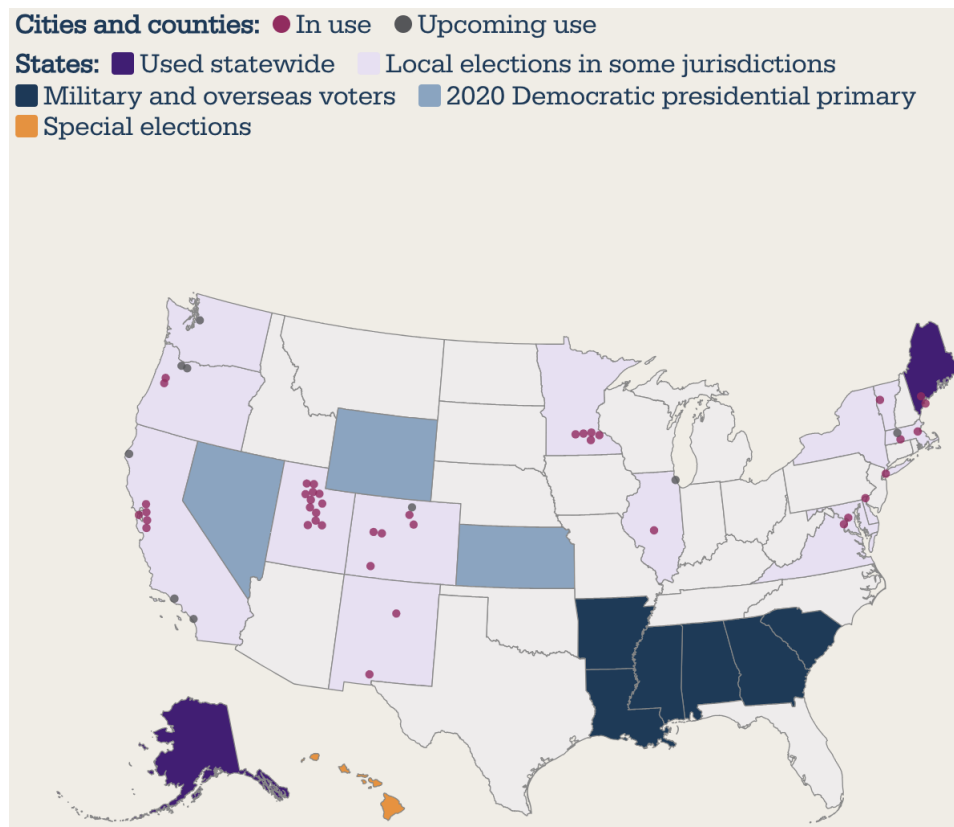 Cities and counties: In use Upcoming use
States: Used statewide Local elections in some jurisdictions
Military and overseas voters 2020 Democratic presidential primary
Special elections